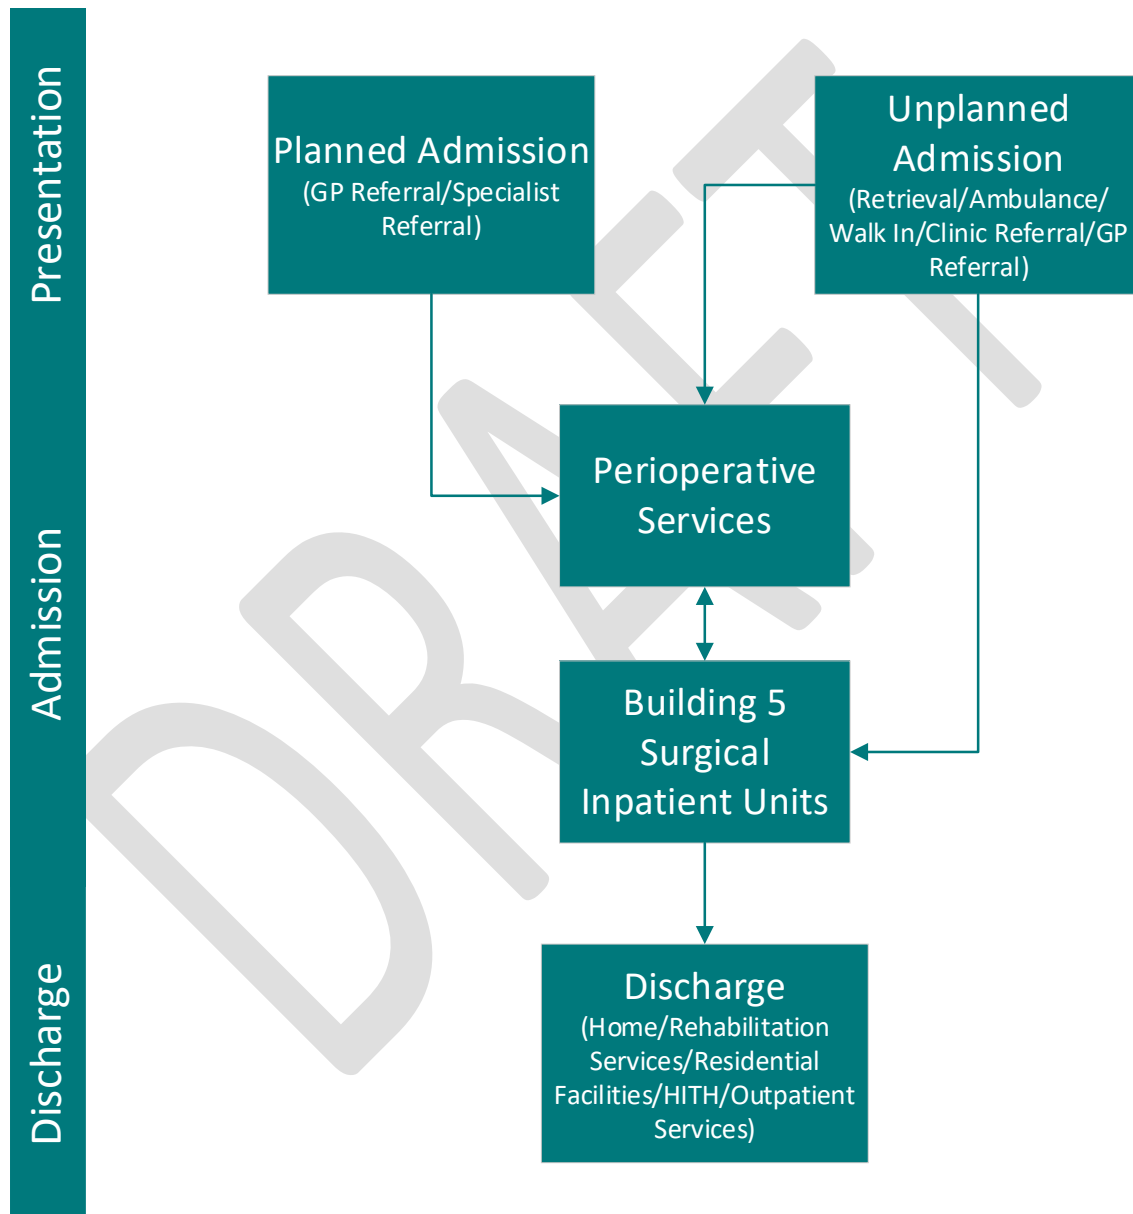 Presentation
Planned Admission
(GP Referral/Specialist
Referral)
Unplanned
Admission
(Retrieval/Ambulance/
Walk In/Clinic Referral/GP
Referral)
Admission
Perioperative
Services
Building 5
Surgical
Inpatient Units
Discharge
Discharge
(Home/Rehabilitation
Services/Residential
Facilities/HITH/Outpatient
Services)
DRAFT